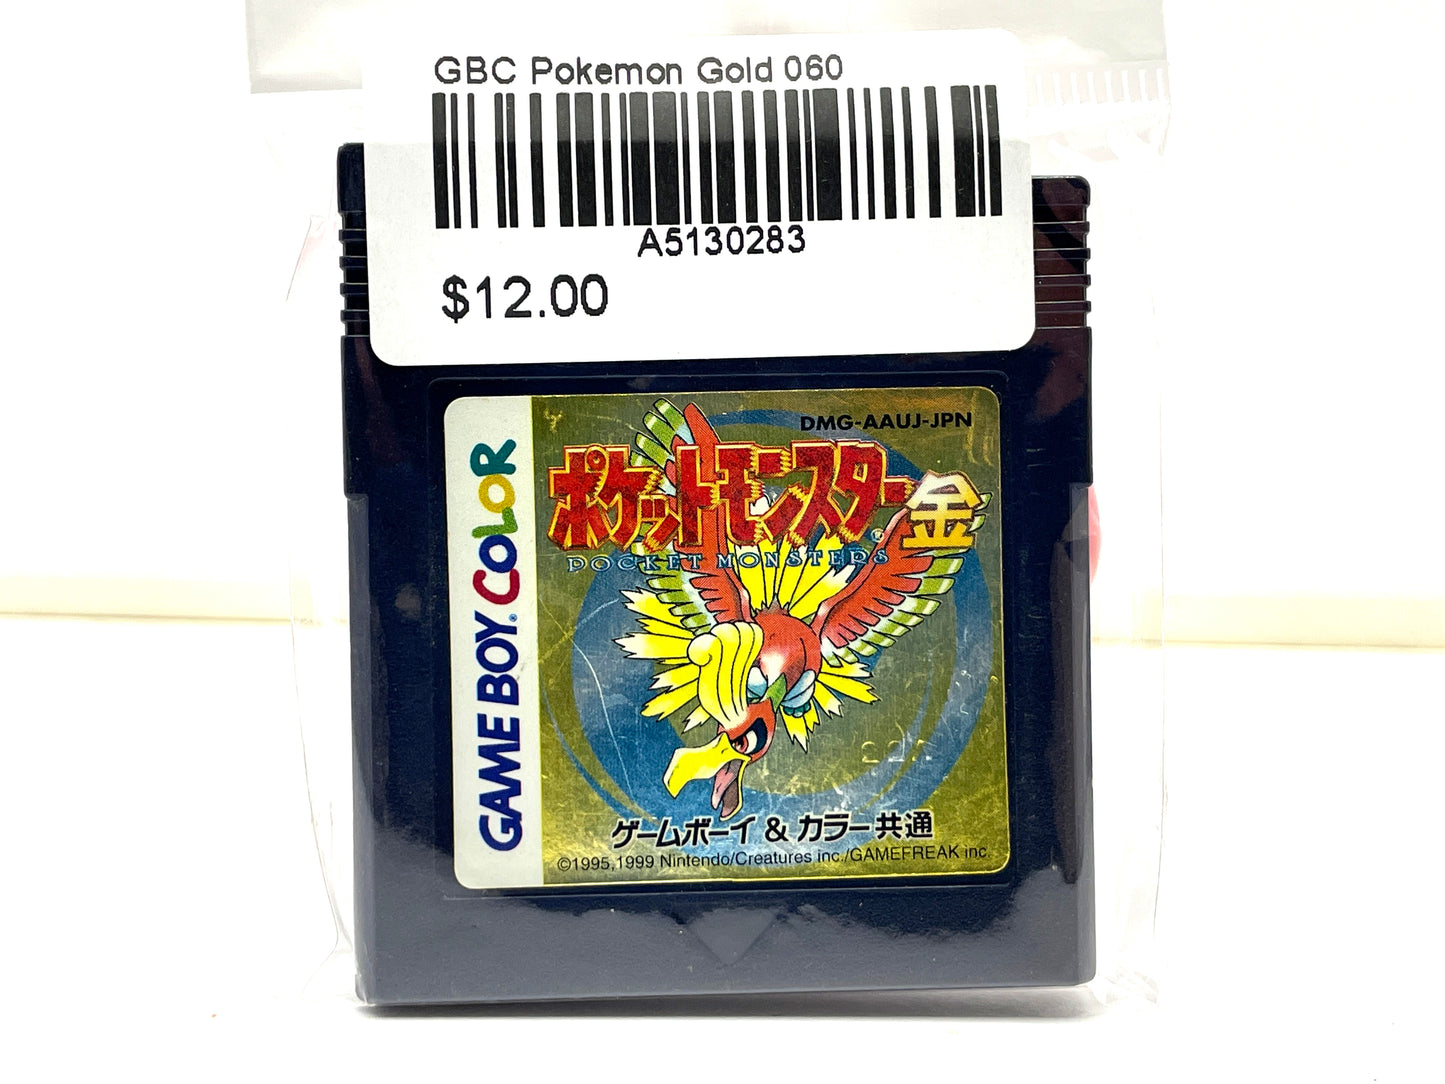 GBC Pokemon Gold 060
A5130283
$12.00
GAME BOY COLOR
DMG-AAUJ-JPN
ポケットモンスター金
POCKET MONSTERS
ゲームボーイ & カラー共通
©1995,1999 Nintendo/Creatures inc./GAMEFREAK inc.